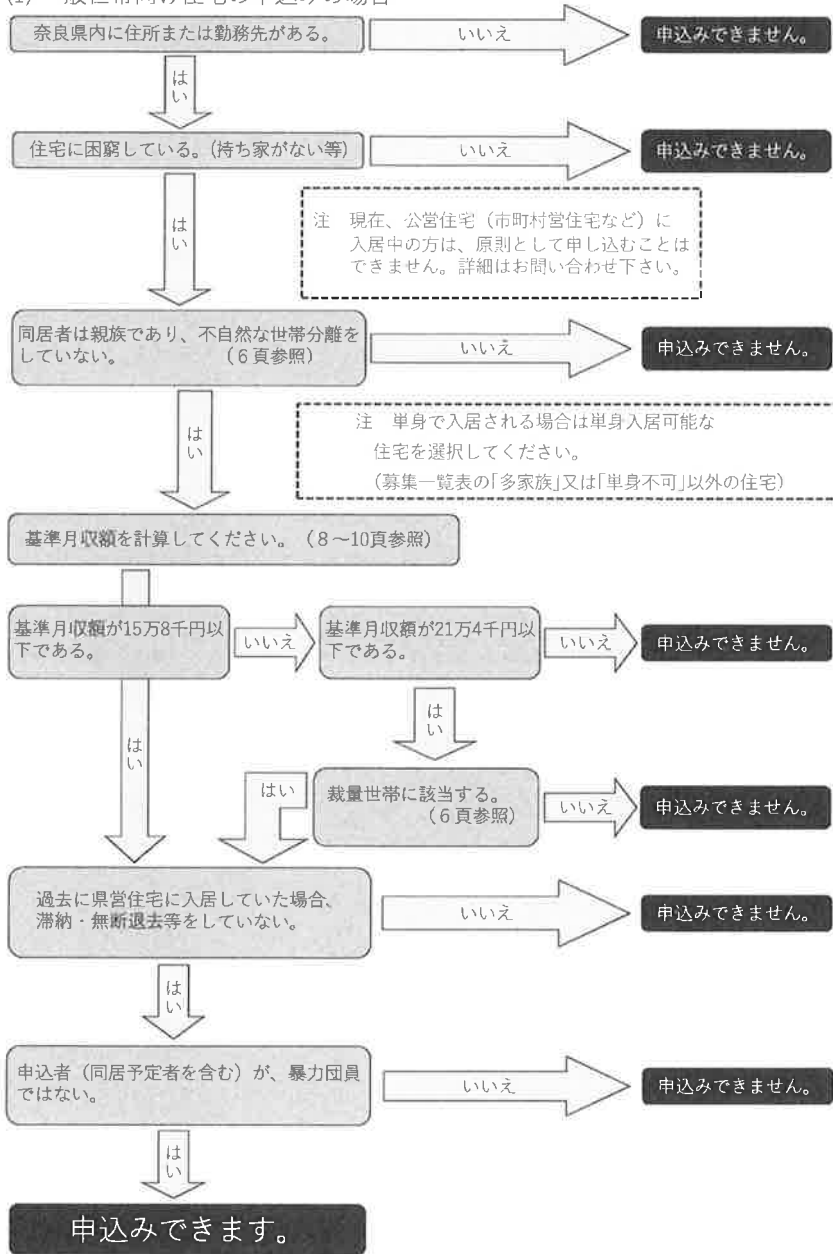 (1) 一般世帯向け住宅の申込みの場合
奈良県内に住所または勤務先がある。
いいえ
申込みできません。
はい
住宅に困窮している。(持ち家がない等)
いいえ
申込みできません。
はい
注 現在、公営住宅（市町村営住宅など）に
入居中の方は、原則として申し込むことは
できません。詳細はお問い合わせ下さい。
同居者は親族であり、不自然な世帯分離を
していない。 （６頁参照）
いいえ
申込みできません。
はい
注 単身で入居される場合は単身入居可能な
住宅を選択してください。
(募集一覧表の｢多家族｣又は｢単身不可｣以外の住宅)
基準月収額を計算してください。（８～10頁参照）
基準月収額が15万8千円以
下である。
いいえ
基準月収額が21万4千円以
下である。
いいえ
申込みできません。
はい
はい
はい
裁量世帯に該当する。
（６頁参照）
いいえ
申込みできません。
過去に県営住宅に入居していた場合、
滞納・無断退去等をしていない。
いいえ
申込みできません。
はい
申込者（同居予定者を含む）が、暴力団員
ではない。
いいえ
申込みできません。
はい
申込みできます。